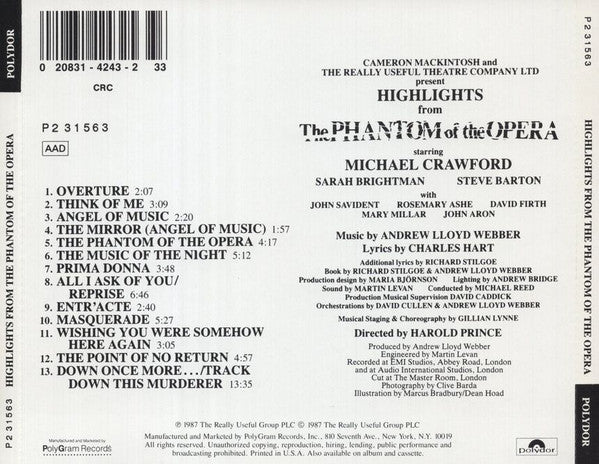 POLYDOR
HIGHLIGHTS FROM THE PHANTOM OF THE OPERA
P2 31563
0 20831 - 4243 - 2 33
CRC
P2 31563
AAD
1. OVERTURE 2:07
2. THINK OF ME 3:09
3. ANGEL OF MUSIC 2:20
4. THE MIRROR (ANGEL OF MUSIC) 1:57
5. THE PHANTOM OF THE OPERA 4:17
6. THE MUSIC OF THE NIGHT 5:12
7. PRIMA DONNA 3:48
8. ALL I ASK OF YOU/
REPRISE 6:46
9. ENTR'ACTE 2:40
10. MASQUERADE 5:27
11. WISHING YOU WERE SOMEHOW
HERE AGAIN 3:05
12. THE POINT OF NO RETURN 4:57
13. DOWN ONCE MORE.../TRACK
DOWN THIS MURDERER 13:35
Manufactured and Marketed by
PolyGram Records
CAMERON MACKINTOSH and
THE REALLY USEFUL THEATRE COMPANY LTD
present
HIGHLIGHTS
from
The PHANTOM of the OPERA
starring
MICHAEL CRAWFORD
SARAH BRIGHTMAN STEVE BARTON
with
JOHN SAVIDENT ROSEMARY ASHE DAVID FIRTH
MARY MILLAR JOHN ARON
Music by ANDREW LLOYD WEBBER
Lyrics by CHARLES HART
Additional lyrics by RICHARD STILGOE
Book by RICHARD STILGOE & ANDREW LLOYD WEBBER
Production design by MARIA BJÖRNSON Lighting by ANDREW BRIDGE
Sound by MARTIN LEVAN Conducted by MICHAEL REED
Production Musical Supervision DAVID CADDICK
Orchestrations by DAVID CULLEN & ANDREW LLOYD WEBBER
Musical Staging & Choreography by GILLIAN LYNNE
Directed by HAROLD PRINCE
Produced by Andrew Lloyd Webber
Engineered by Martin Levan
Recorded at EMI Studios, Abbey Road, London
and at Audio International Studios, London
Cut at The Master Room, London
Photography by Clive Barda
Illustration by Marcus Bradbury/Dean Hoad
℗ 1987 The Really Useful Group PLC © 1987 The Really Useful Group PLC
Manufactured and Marketed by PolyGram Records, Inc., 810 Seventh Ave., New York, N.Y. 10019
All rights reserved. Unauthorized copying, reproduction, hiring, lending, public performance and
broadcasting prohibited. Printed in U.S.A. Also available on album and cassette.
P2 31563
HIGHLIGHTS FROM THE PHANTOM OF THE OPERA
POLYDOR
Manufactured and Marketed by
polydor